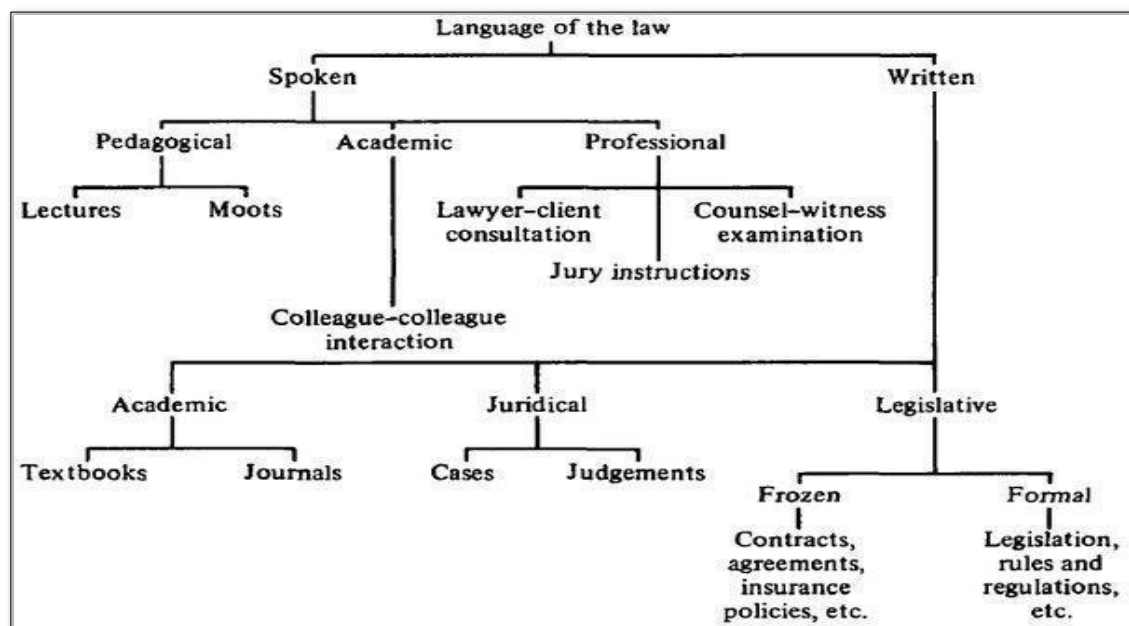 Language of the law
Spoken
Written
Pedagogical
Academic
Professional
Lectures
Moots
Lawyer–client
consultation
Counsel–witness
examination
Jury instructions
Colleague–colleague
interaction
Academic
Juridical
Legislative
Textbooks
Journals
Cases
Judgements
Frozen
Formal
Contracts,
agreements,
insurance
policies, etc.
Legislation,
rules and
regulations,
etc.